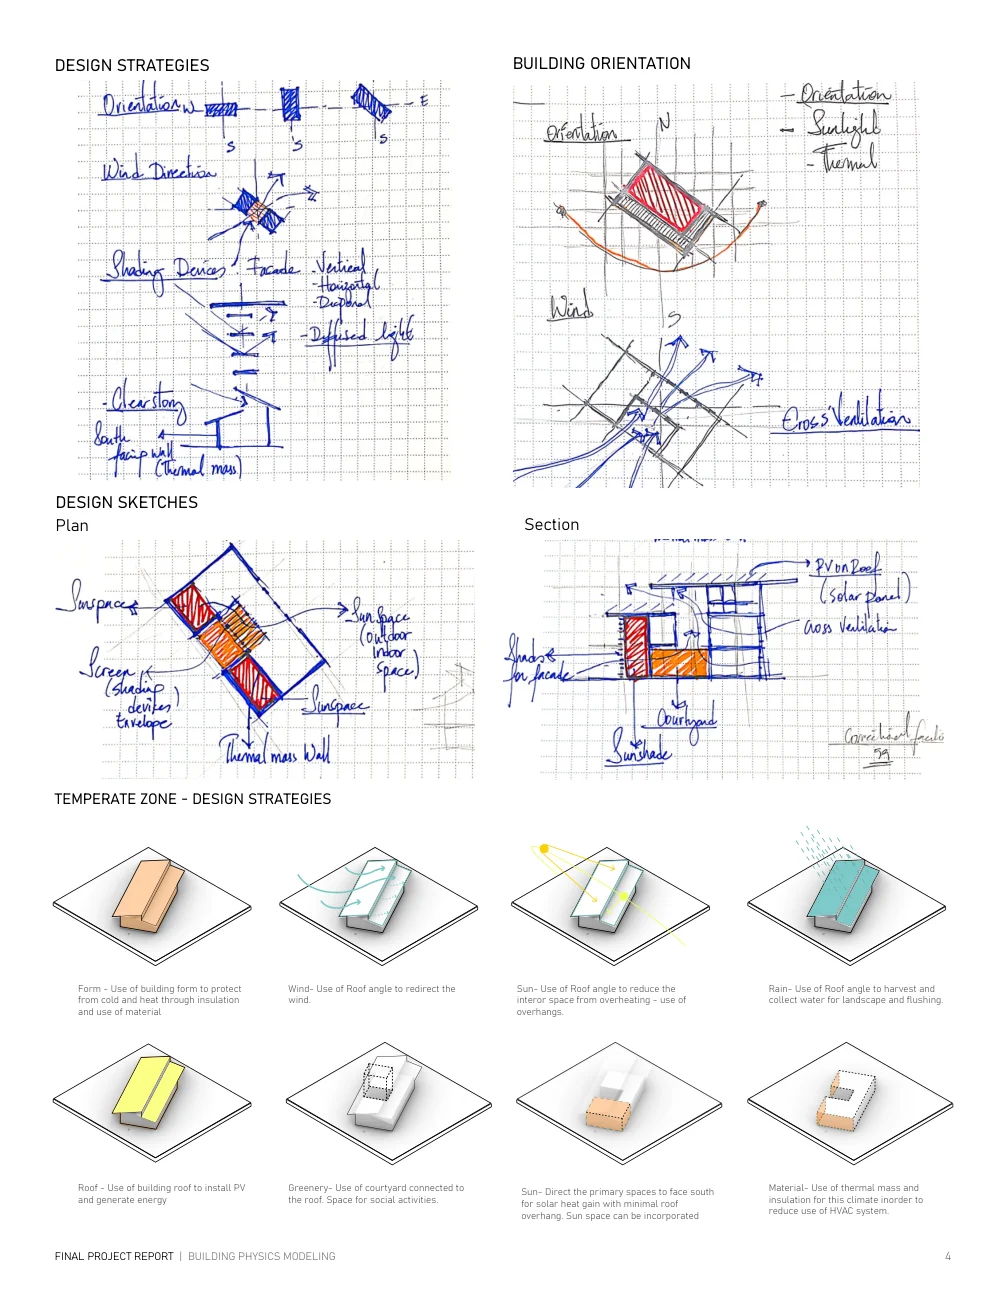 DESIGN STRATEGIES
Orientation W E
S S S
Wind Direction
Shading Devices . Facade - Vertical
- Horizontal
- Diagonal
- Diffused light
- Clearstory
South
facing wall
(Thermal mass)
BUILDING ORIENTATION
- Orientation
- Sunlight
- Thermal
Orientation N
Wind S
Cross Ventilation
DESIGN SKETCHES
Plan
Sunspace
Screen
(shading
devices)
Envelope
Sun Space
(outdoor
Indoor
space)
Sunspace
Thermal mass Wall
Section
PV on Roof
(Solar panel)
Cross Ventilation
Shades
for facade
Courtyard
Sunshade
TEMPERATE ZONE - DESIGN STRATEGIES
Form - Use of building form to protect
from cold and heat through insulation
and use of material
Wind- Use of Roof angle to redirect the
wind.
Sun- Use of Roof angle to reduce the
interor space from overheating - use of
overhangs.
Rain- Use of Roof angle to harvest and
collect water for landscape and flushing.
Roof - Use of building roof to install PV
and generate energy
Greenery- Use of courtyard connected to
the roof. Space for social activities.
Sun- Direct the primary spaces to face south
for solar heat gain with minimal roof
overhang. Sun space can be incorporated
Material- Use of thermal mass and
insulation for this climate inorder to
reduce use of HVAC system.
FINAL PROJECT REPORT | BUILDING PHYSICS MODELING
4